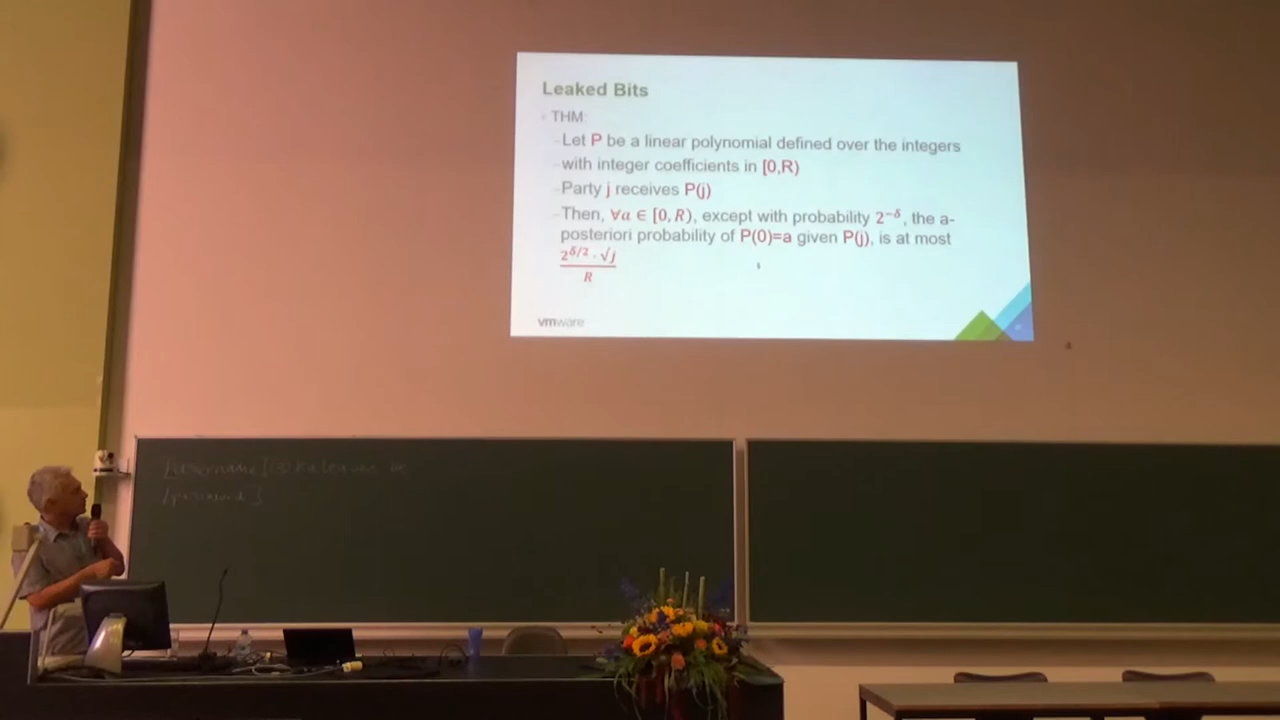 Leaked Bits
THM:
Let P be a linear polynomial defined over the integers
with integer coefficients in [0,R)
Party j receives P(j)
Then, ∀a ∈ [0, R), except with probability 2^{−δ}, the a-
posteriori probability of P(0)=a given P(j), is at most
2^{δ/2} · √j
R
vmware